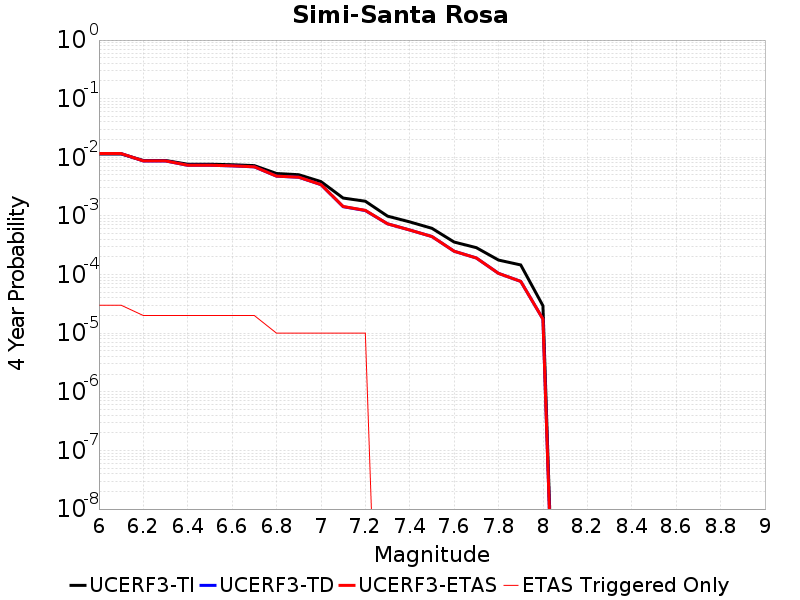 Simi-Santa Rosa
4 Year Probability
10^0
10^-1
10^-2
10^-3
10^-4
10^-5
10^-6
10^-7
10^-8
6 6.2 6.4 6.6 6.8 7 7.2 7.4 7.6 7.8 8 8.2 8.4 8.6 8.8 9
Magnitude
UCERF3-TI UCERF3-TD UCERF3-ETAS ETAS Triggered Only